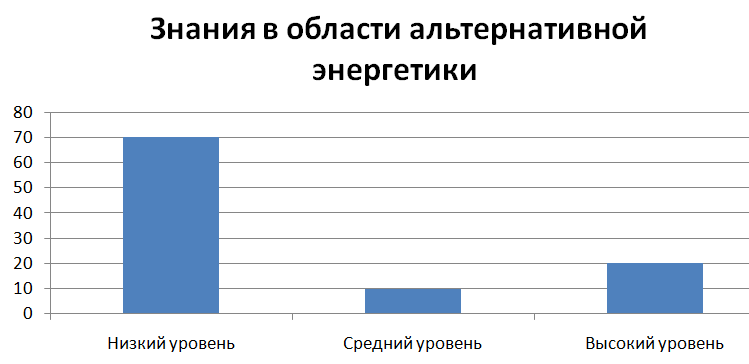 Знания в области альтернативной
энергетики
80
70
60
50
40
30
20
10
0
Низкий уровень
Средний уровень
Высокий уровень